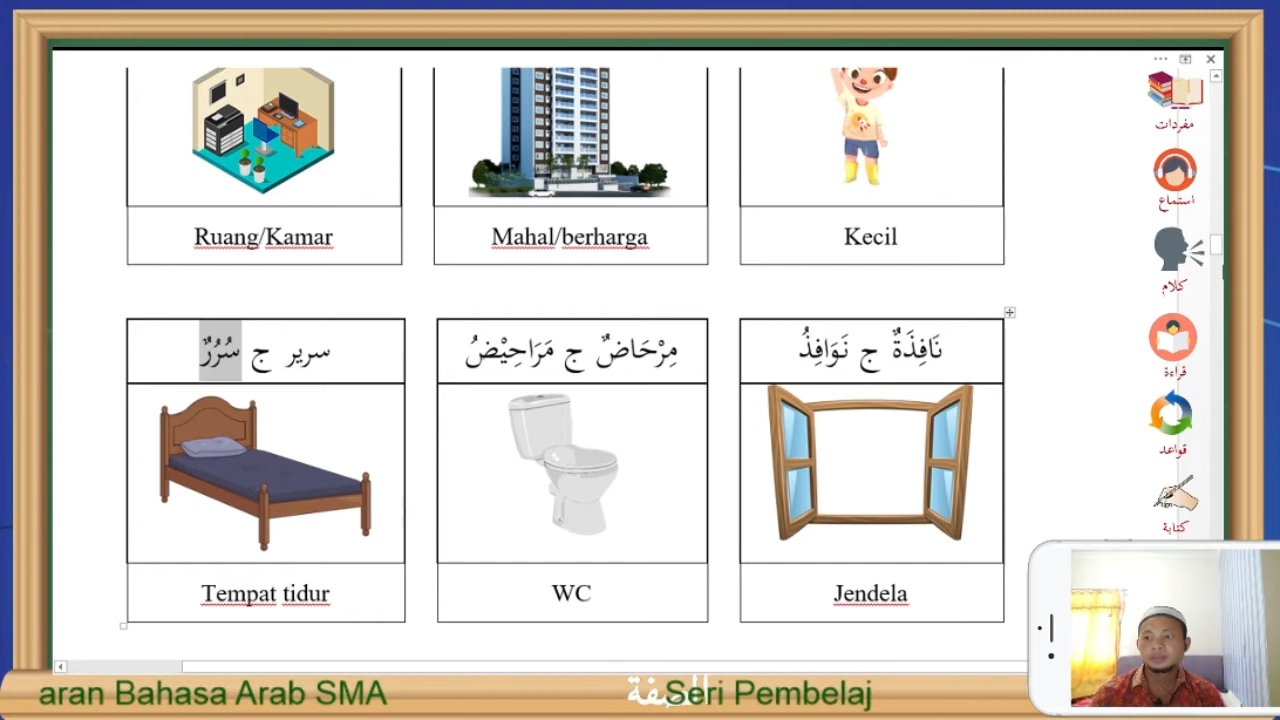 Ruang/Kamar
Mahal/berharga
Kecil
سرير ج سُرُرٌ
مِرْحَاضٌ ج مَرَاحِيْضُ
نَافِذَةٌ ج نَوَافِذُ
Tempat tidur
WC
Jendela
مفردات
استماع
كلام
قراءة
قواعد
كتابة
aran Bahasa Arab SMA
الصفة
Seri Pembelaj